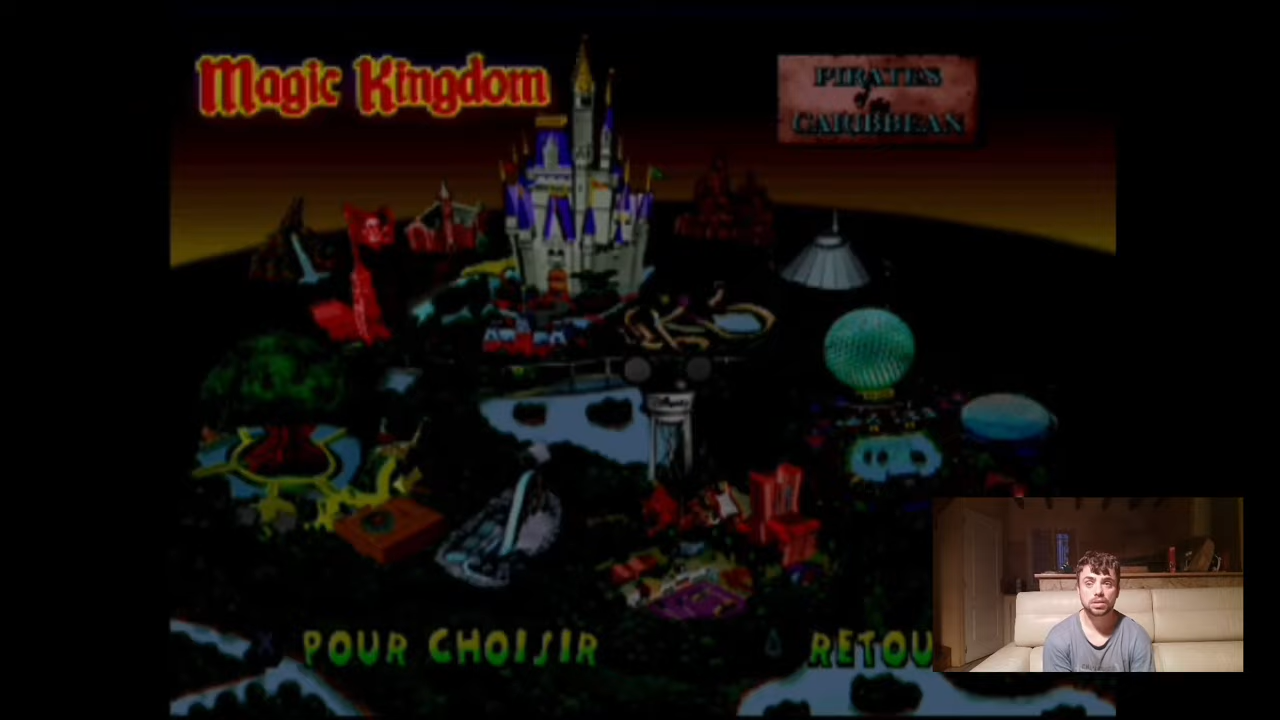 Magic Kingdom
PIRATES
of the
CARIBBEAN
X POUR CHOISIR
RETOU